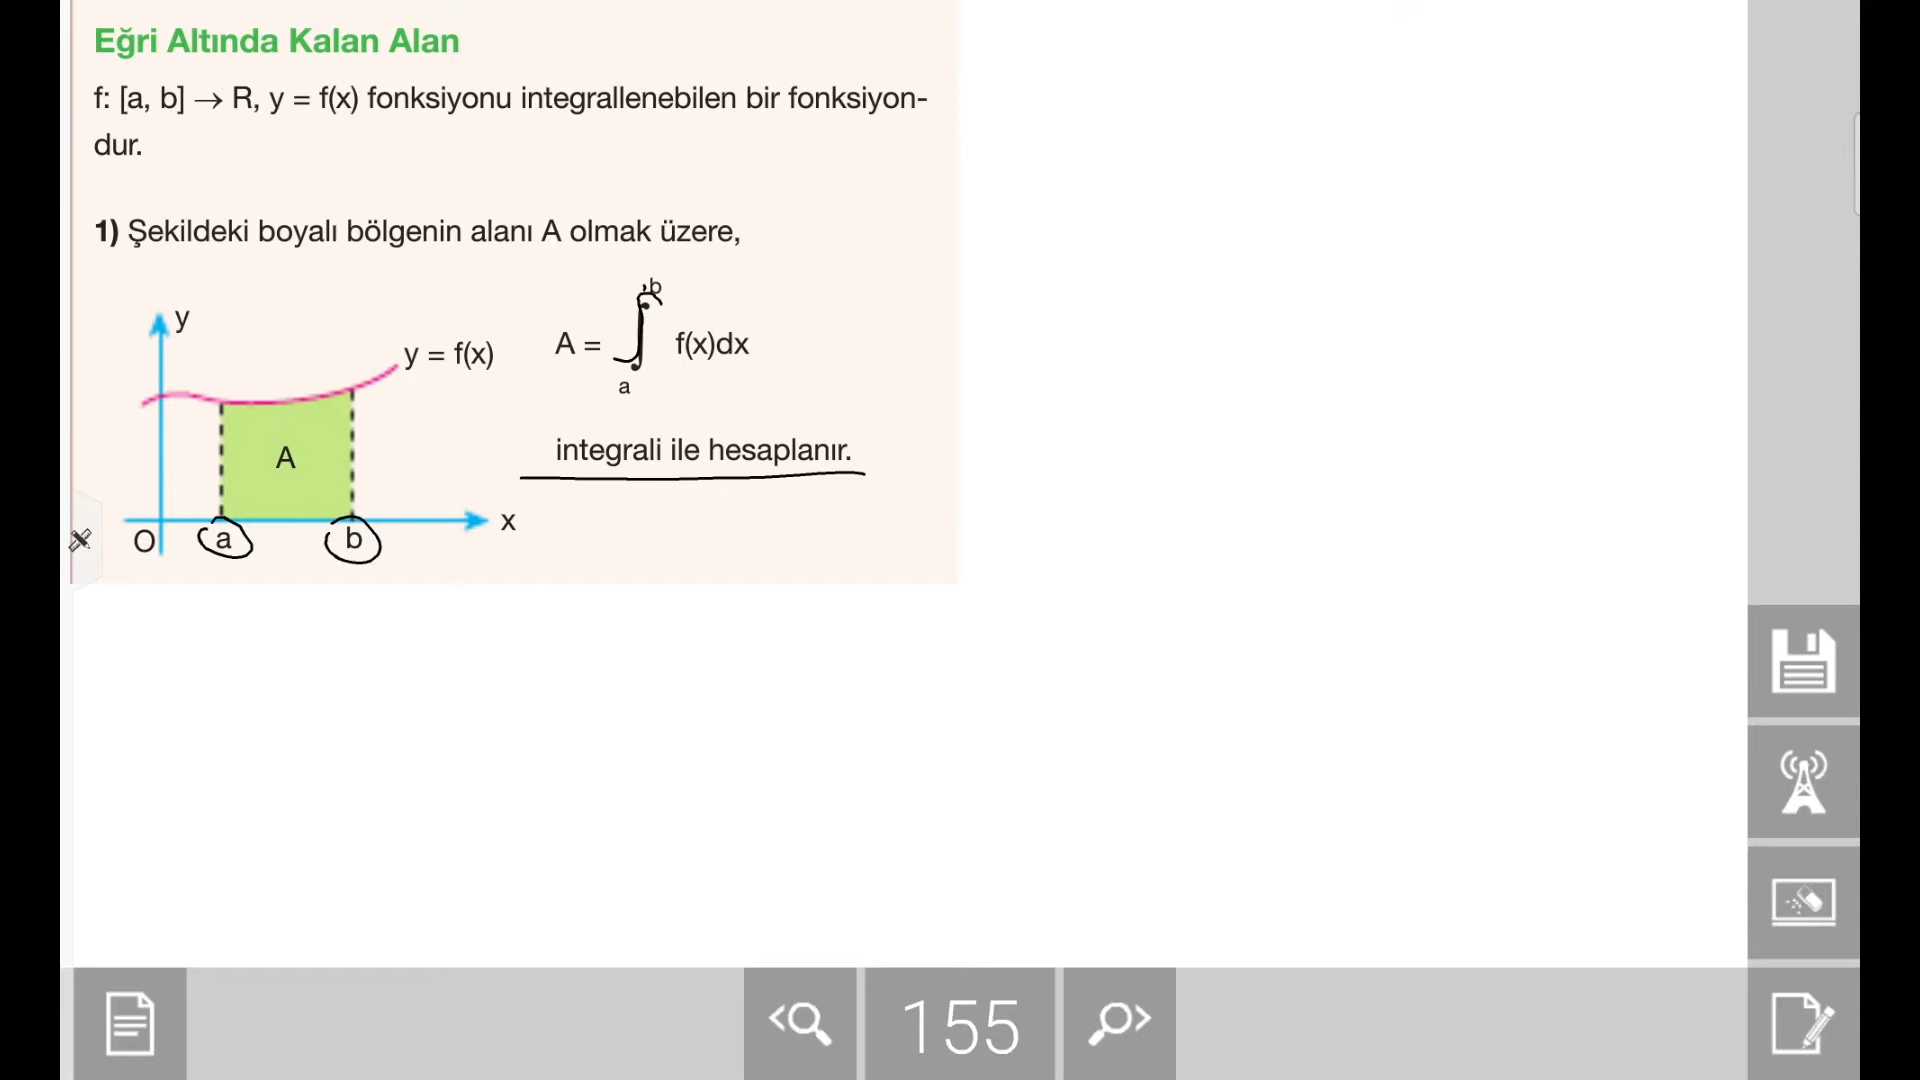 Eğri Altında Kalan Alan
f: [a, b] → R, y = f(x) fonksiyonu integrallenebilen bir fonksiyon-
dur.
1) Şekildeki boyalı bölgenin alanı A olmak üzere,
y
y = f(x)
A
O
a
b
x
b
A = ∫ f(x)dx
a
integrali ile hesaplanır.
155